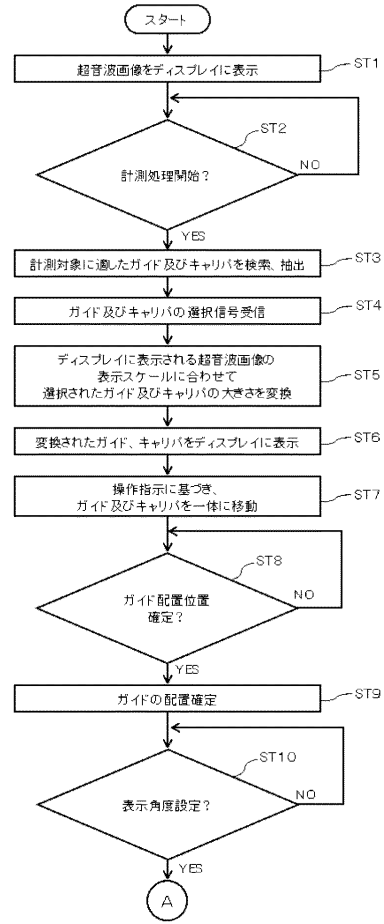 スタート
超音波画像をディスプレイに表示
ST1
ST2
計測処理開始？
NO
YES
計測対象に適したガイド及びキャリパを検索、抽出
ST3
ガイド及びキャリパの選択信号受信
ST4
ディスプレイに表示される超音波画像の
表示スケールに合わせて
選択されたガイド及びキャリパの大きさを変換
ST5
変換されたガイド、キャリパをディスプレイに表示
ST6
操作指示に基づき、
ガイド及びキャリパを一体に移動
ST7
ST8
ガイド配置位置
確定？
NO
YES
ガイドの配置確定
ST9
ST10
表示角度設定？
NO
YES
A